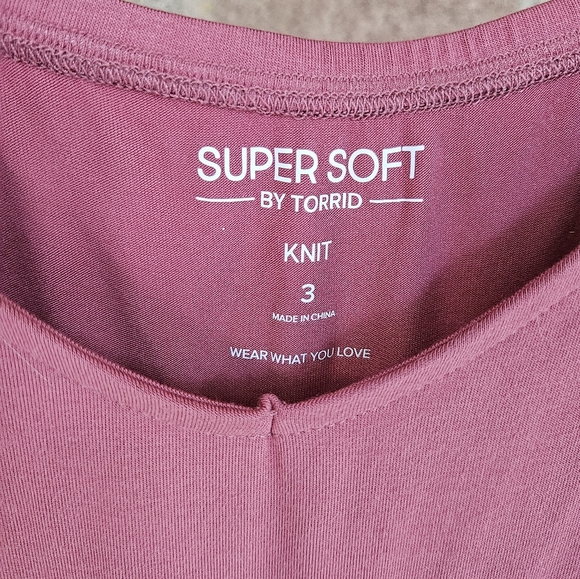 SUPER SOFT
BY TORRID
KNIT
3
MADE IN CHINA
WEAR WHAT YOU LOVE